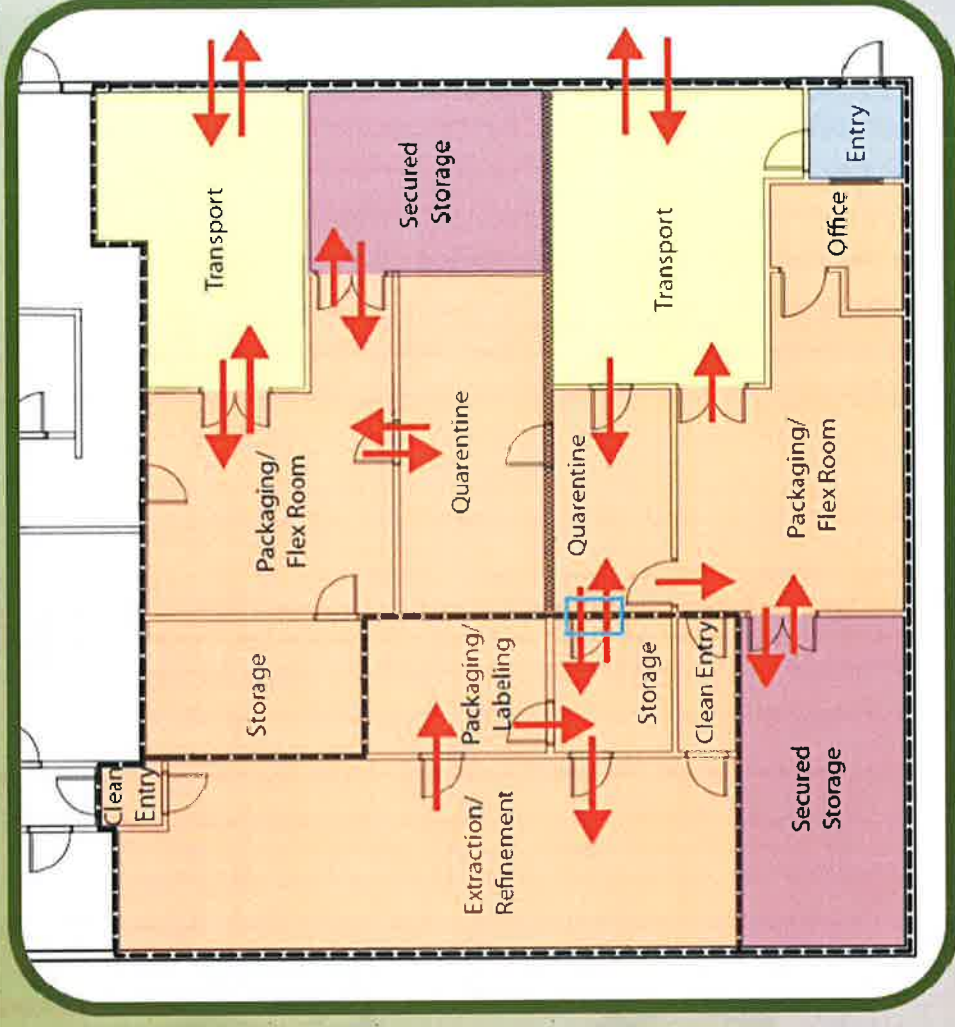 Transport
Secured
Storage
Transport
Entry
Office
Packaging/
Flex Room
Quarentine
Quarentine
Packaging/
Flex Room
Storage
Packaging/
Labeling
Storage
Clean Entry
Clean
Entry
Extraction/
Refinement
Secured
Storage